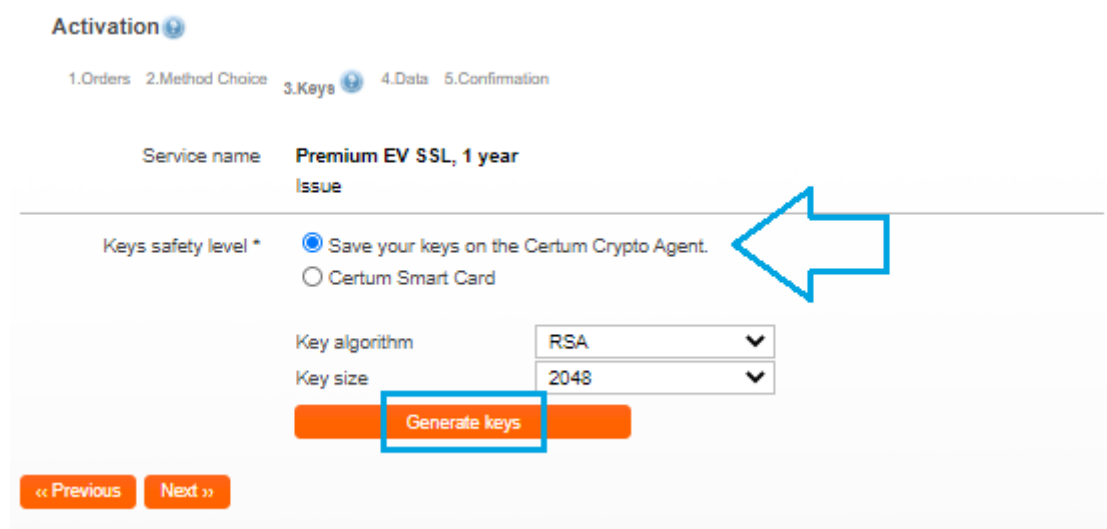 Activation
1.Orders 2.Method Choice 3.Keys 4.Data 5.Confirmation
Service name Premium EV SSL, 1 year
Issue
Keys safety level * Save your keys on the Certum Crypto Agent.
Certum Smart Card
Key algorithm RSA
Key size 2048
Generate keys
‹‹ Previous Next ››